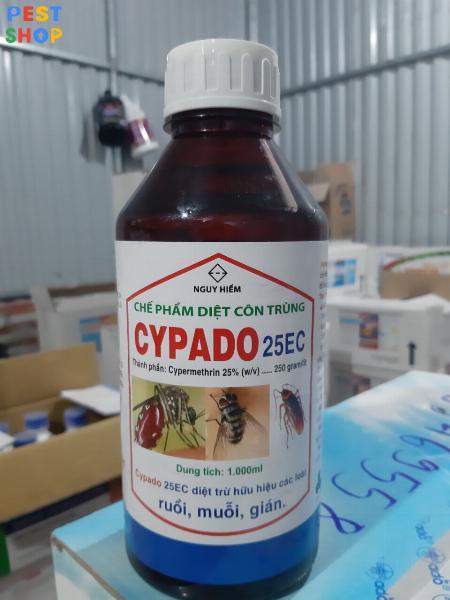 PEST
SHOP
NGUY HIỂM
CHẾ PHẨM DIỆT CÔN TRÙNG
CYPADO 25EC
Thành phần: Cypermethrin 25% (w/v) ..... 250 gram/lít
Dung tích: 1.000ml
Cypado 25EC diệt trừ hữu hiệu các loài
ruồi, muỗi, gián.